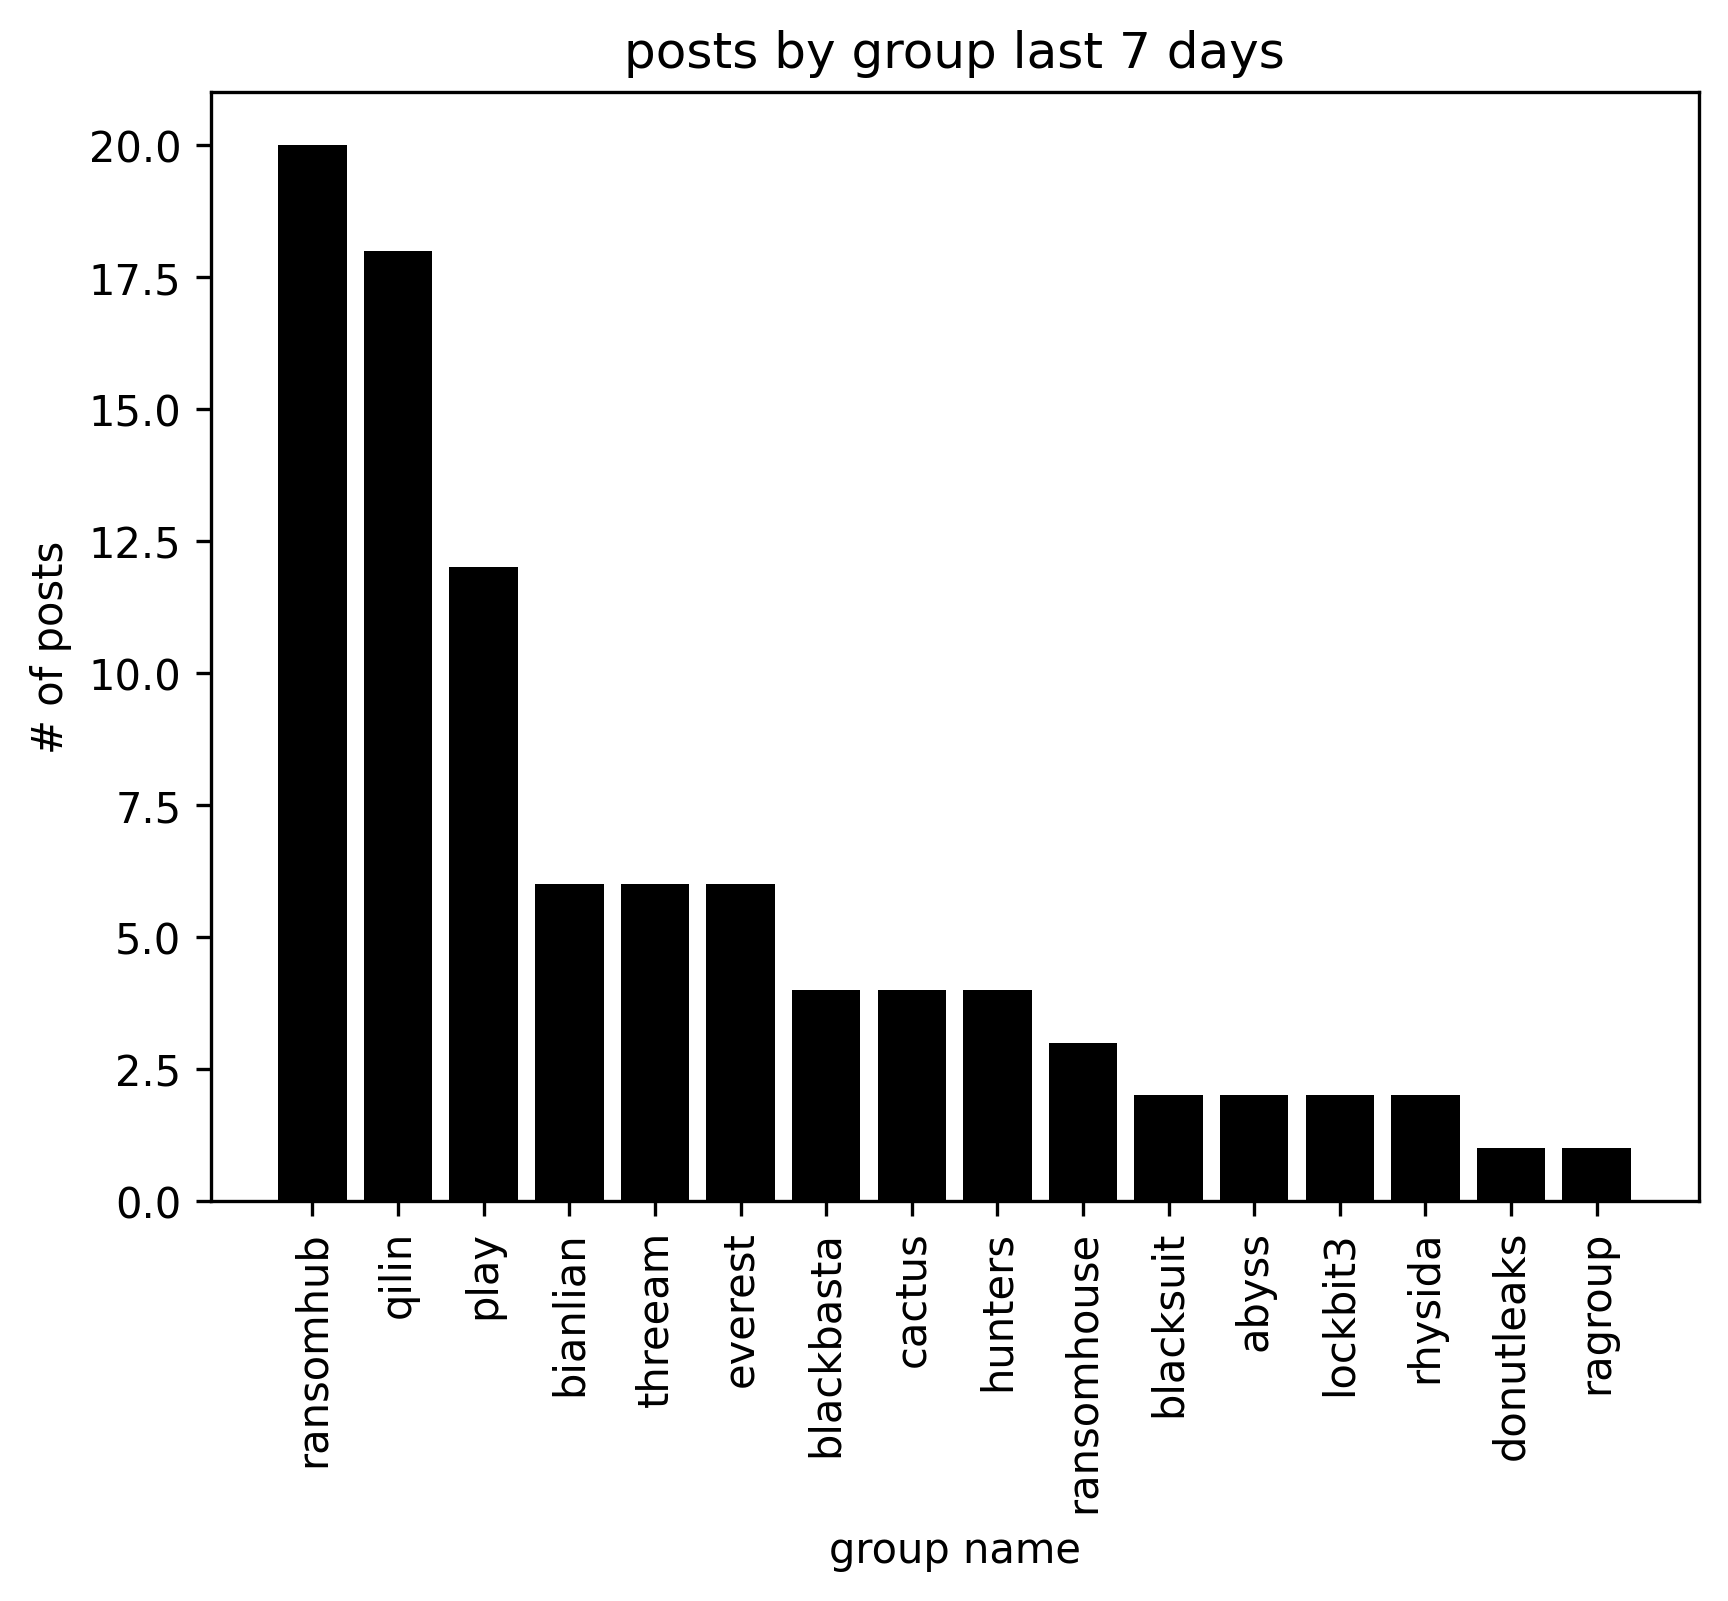 posts by group last 7 days
20.0
17.5
15.0
12.5
10.0
7.5
5.0
2.5
0.0
# of posts
ransomhub
qilin
play
bianlian
threeam
everest
blackbasta
cactus
hunters
ransomhouse
blacksuit
abyss
lockbit3
rhysida
donutleaks
ragroup
group name